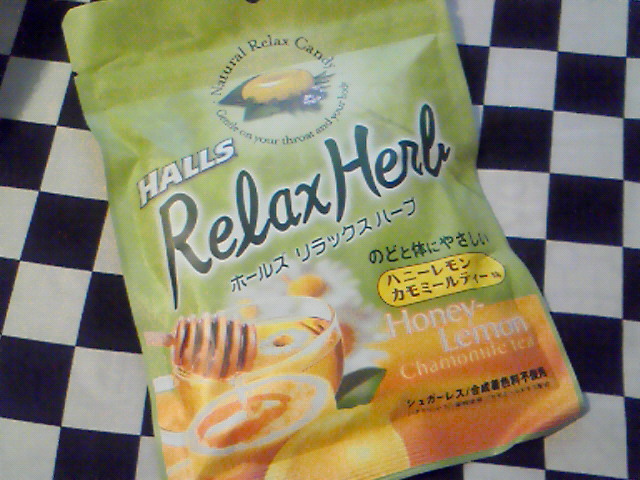 Natural Relax Candy
Gentle on your throat and your body
HALLS
Relax Herb
ホールス リラックスハーブ
のどと体にやさしい
ハニーレモン
カモミールティー
Honey-
Lemon
Chamomile tea
シュガーレス/合成着色料不使用